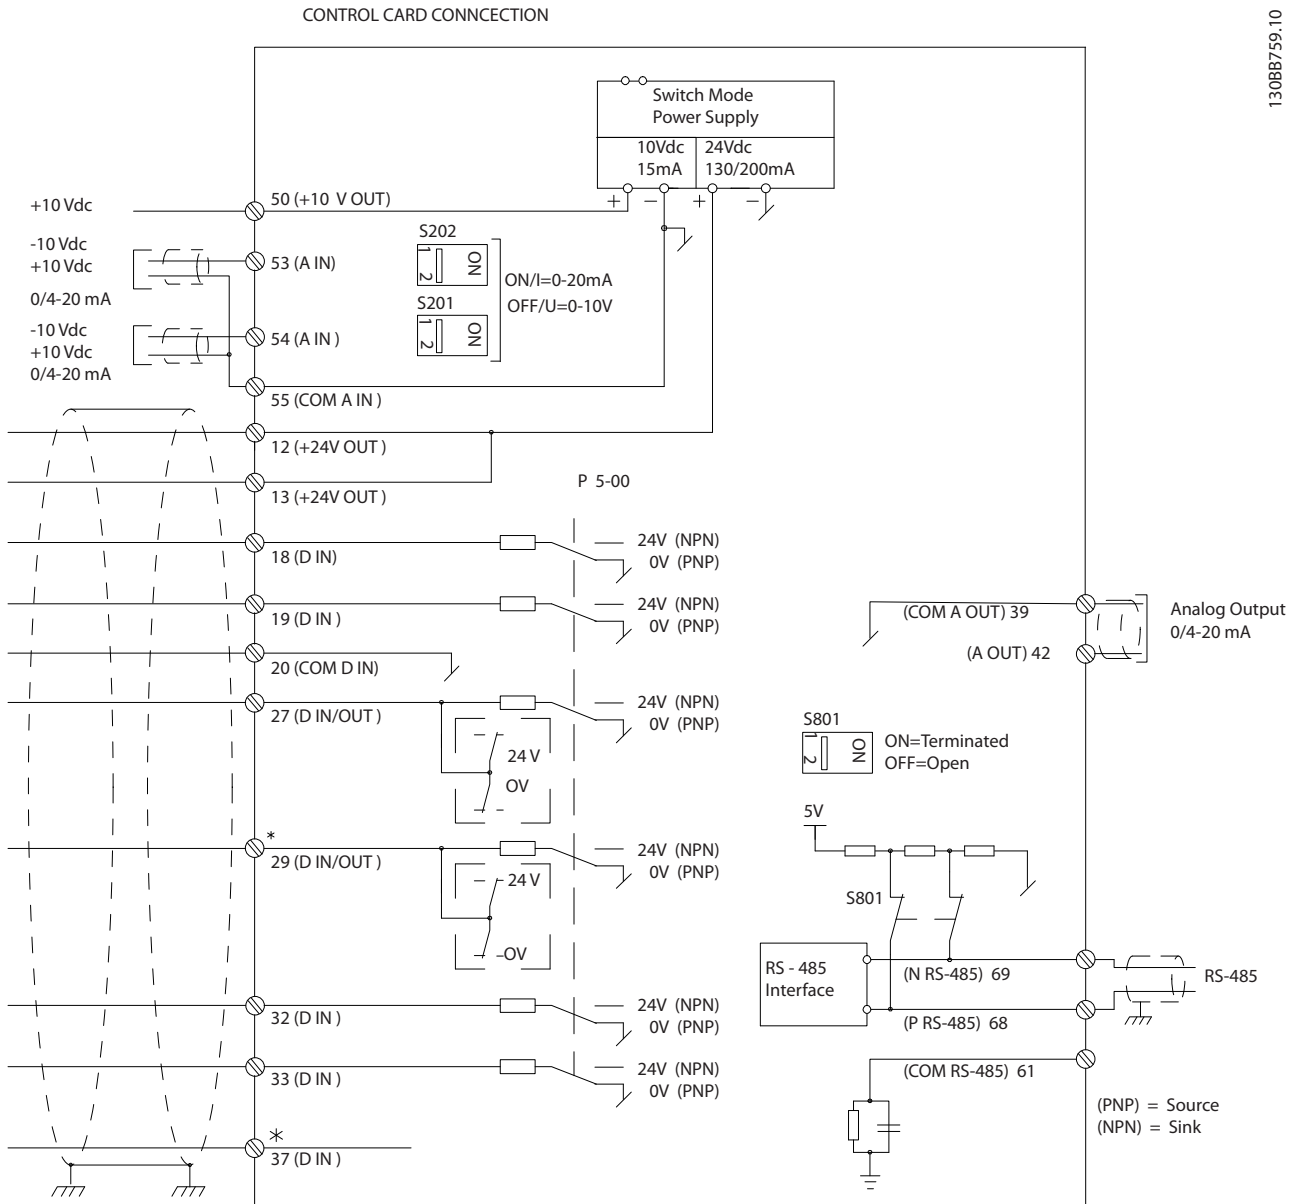 CONTROL CARD CONNCECTION
130BB759.10
Switch Mode
Power Supply
10Vdc
15mA
24Vdc
130/200mA
+ − + −
+10 Vdc
50 (+10 V OUT)
-10 Vdc
+10 Vdc
0/4-20 mA
53 (A IN)
S202
1
2
ON
ON/I=0-20mA
OFF/U=0-10V
S201
1
2
ON
-10 Vdc
+10 Vdc
0/4-20 mA
54 (A IN )
55 (COM A IN )
12 (+24V OUT )
13 (+24V OUT )
P 5-00
18 (D IN)
24V (NPN)
0V (PNP)
19 (D IN )
24V (NPN)
0V (PNP)
(COM A OUT) 39
Analog Output
0/4-20 mA
(A OUT) 42
20 (COM D IN)
27 (D IN/OUT )
24V (NPN)
0V (PNP)
24 V
OV
S801
1
2
ON
ON=Terminated
OFF=Open
5V
*
29 (D IN/OUT )
24V (NPN)
0V (PNP)
24 V
OV
S801
RS - 485
Interface
(N RS-485) 69
RS-485
(P RS-485) 68
32 (D IN )
24V (NPN)
0V (PNP)
33 (D IN )
24V (NPN)
0V (PNP)
(COM RS-485) 61
(PNP) = Source
(NPN) = Sink
*
37 (D IN )